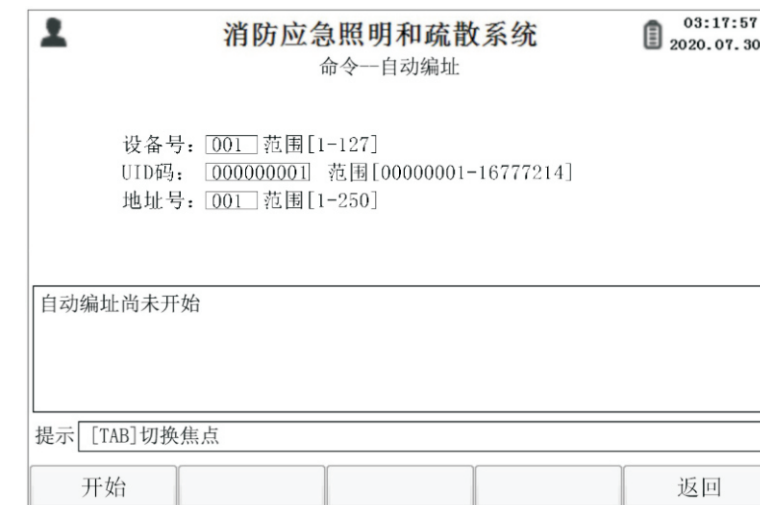 消防应急照明和疏散系统
03:17:57
2020.07.30
命令--自动编址
设备号: 001 范围[1-127]
UID码: 000000001 范围[00000001-16777214]
地址号: 001 范围[1-250]
自动编址尚未开始
提示 [TAB]切换焦点
开始 返回